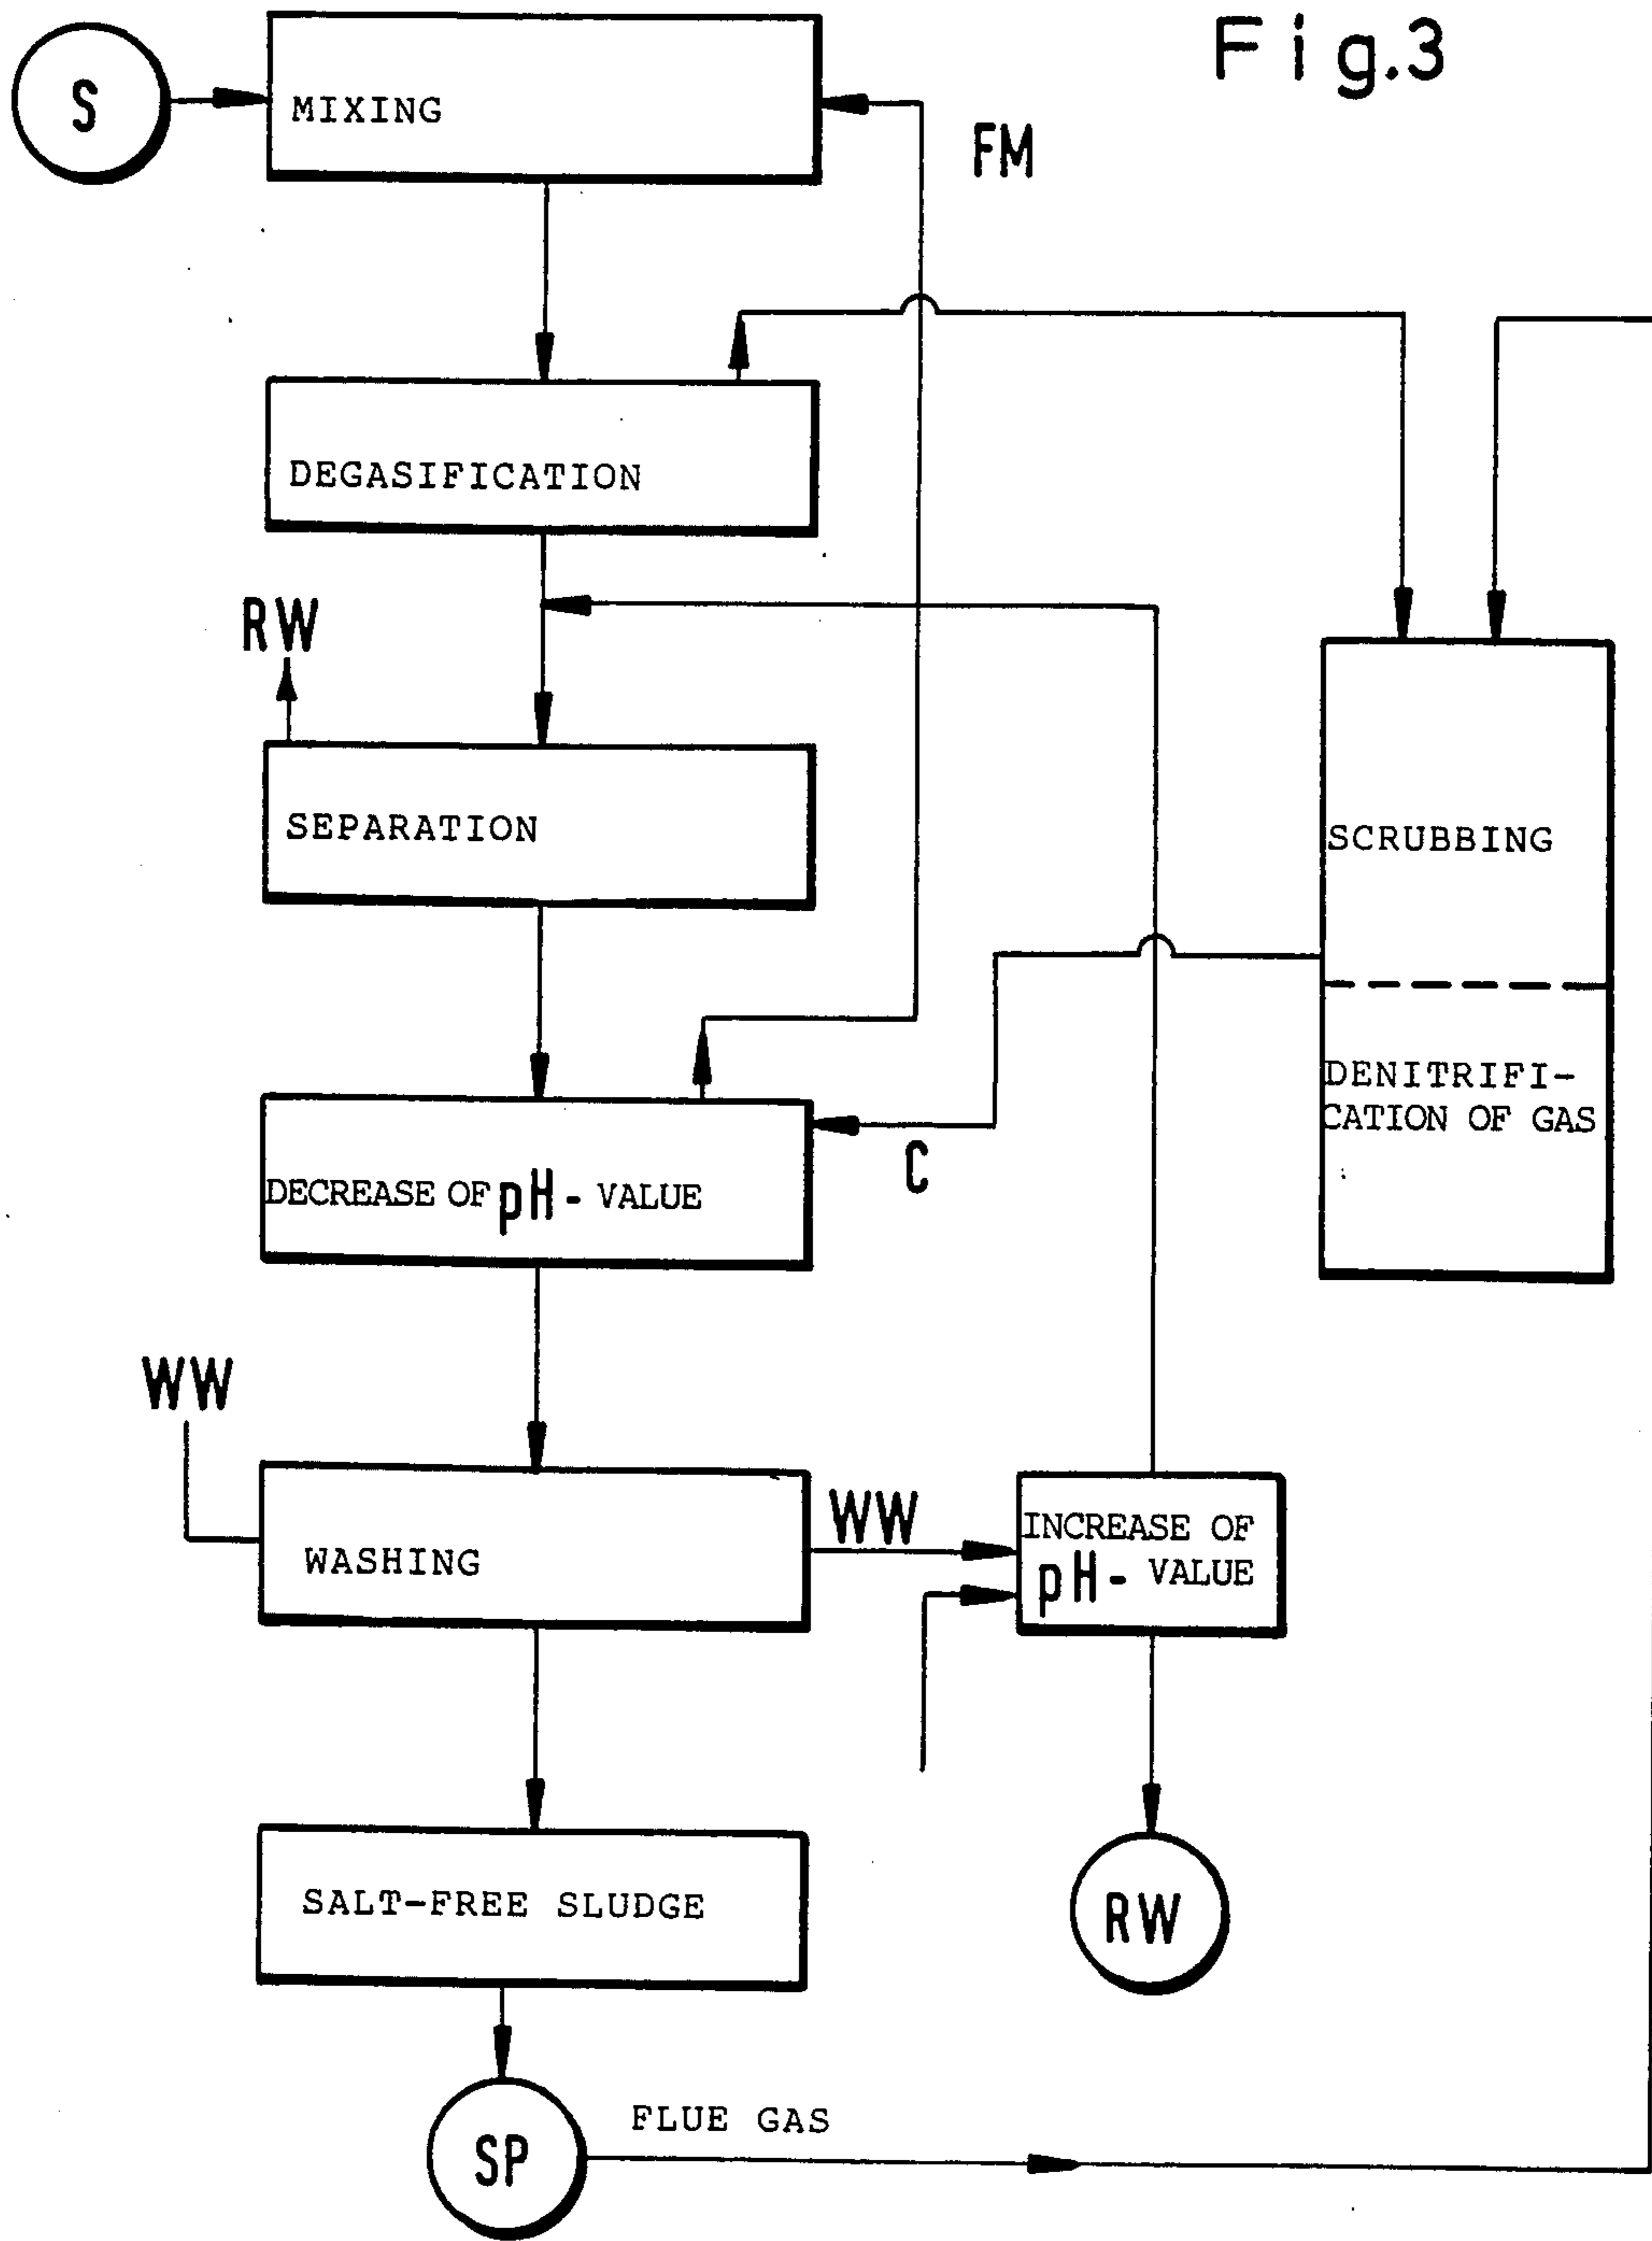 Fig.3
S
MIXING
FM
DEGASIFICATION
RW
SEPARATION
SCRUBBING
DENITRIFI-
CATION OF GAS
C
DECREASE OF pH- VALUE
WW
WASHING
WW
INCREASE OF
pH- VALUE
SALT-FREE SLUDGE
RW
FLUE GAS
SP